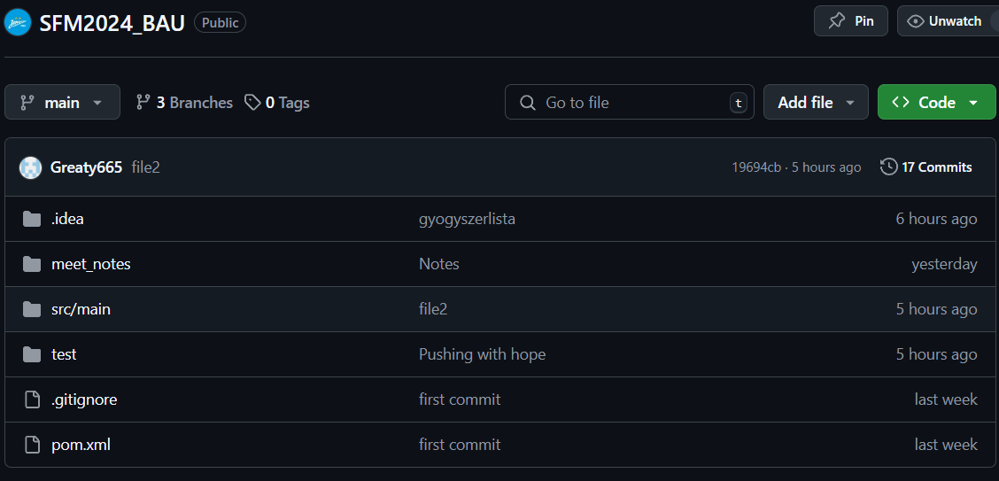 SFM2024_BAU Public Pin Unwatch
main 3 Branches 0 Tags Go to file t Add file Code
Greaty665 file2 19694cb · 5 hours ago 17 Commits
.idea gyogyszerlista 6 hours ago
meet_notes Notes yesterday
src/main file2 5 hours ago
test Pushing with hope 5 hours ago
.gitignore first commit last week
pom.xml first commit last week